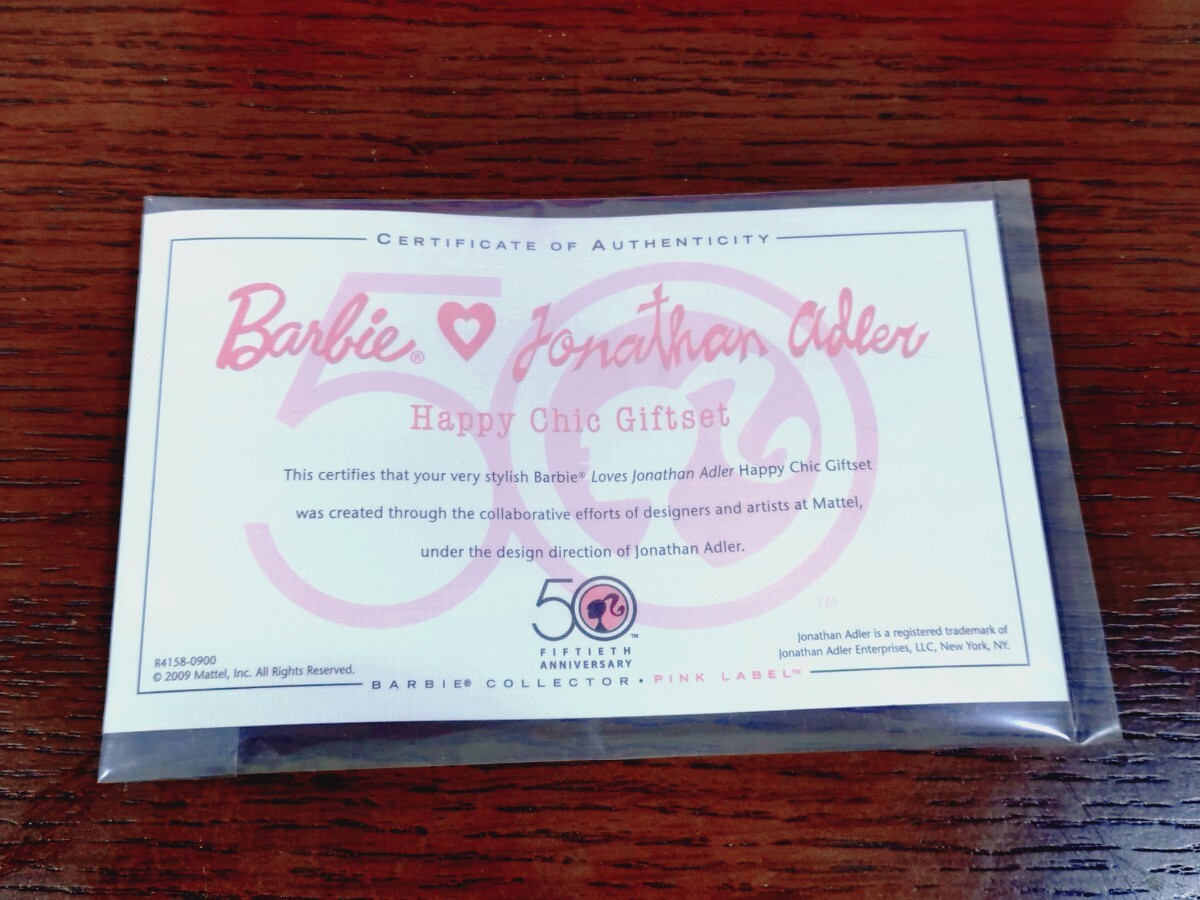 CERTIFICATE OF AUTHENTICITY
Barbie® ♥ Jonathan Adler
Happy Chic Giftset
This certifies that your very stylish Barbie® Loves Jonathan Adler Happy Chic Giftset
was created through the collaborative efforts of designers and artists at Mattel,
under the design direction of Jonathan Adler.
50
TM
50™
FIFTIETH
ANNIVERSARY
R4158-0900
© 2009 Mattel, Inc. All Rights Reserved.
Jonathan Adler is a registered trademark of
Jonathan Adler Enterprises, LLC, New York, NY.
BARBIE® COLLECTOR • PINK LABEL™